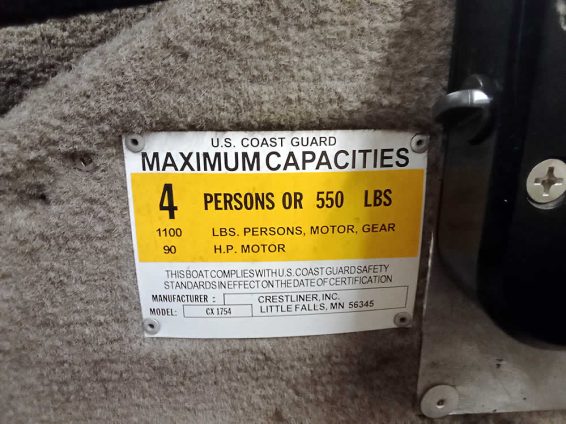 U.S. COAST GUARD
MAXIMUM CAPACITIES
4 PERSONS OR 550 LBS
1100 LBS. PERSONS, MOTOR, GEAR
90 H.P. MOTOR
THIS BOAT COMPLIES WITH U.S. COAST GUARD SAFETY
STANDARDS IN EFFECT ON THE DATE OF CERTIFICATION
MANUFACTURER : CRESTLINER, INC.
MODEL: CX 1754 LITTLE FALLS, MN 56345